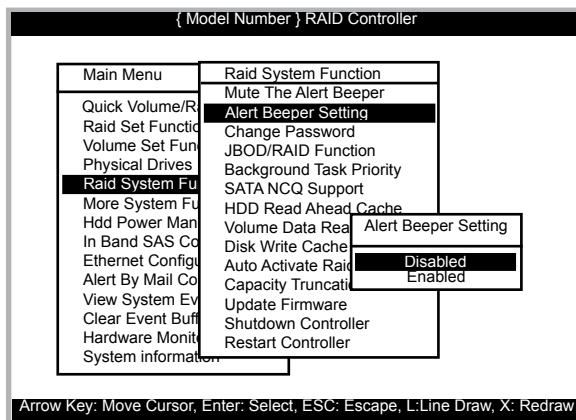 { Model Number } RAID Controller
Main Menu
Quick Volume/Ra
Raid Set Functio
Volume Set Fun
Physical Drives
Raid System Fu
More System Fu
Hdd Power Man
In Band SAS Co
Ethernet Configu
Alert By Mail Co
View System Ev
Clear Event Buff
Hardware Monito
System information
Raid System Function
Mute The Alert Beeper
Alert Beeper Setting
Change Password
JBOD/RAID Function
Background Task Priority
SATA NCQ Support
HDD Read Ahead Cache
Volume Data Rea
Disk Write Cache
Auto Activate Raid
Capacity Truncatio
Update Firmware
Shutdown Controller
Restart Controller
Alert Beeper Setting
Disabled
Enabled
Arrow Key: Move Cursor, Enter: Select, ESC: Escape, L:Line Draw, X: Redraw